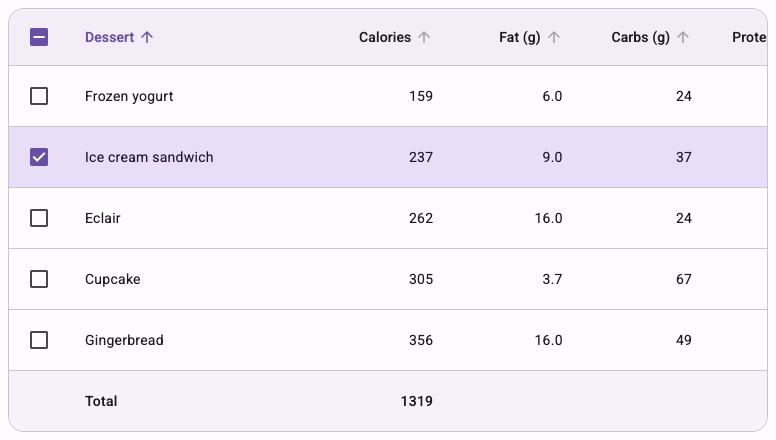 Dessert Calories Fat (g) Carbs (g) Prote
Frozen yogurt 159 6.0 24
Ice cream sandwich 237 9.0 37
Eclair 262 16.0 24
Cupcake 305 3.7 67
Gingerbread 356 16.0 49
Total 1319